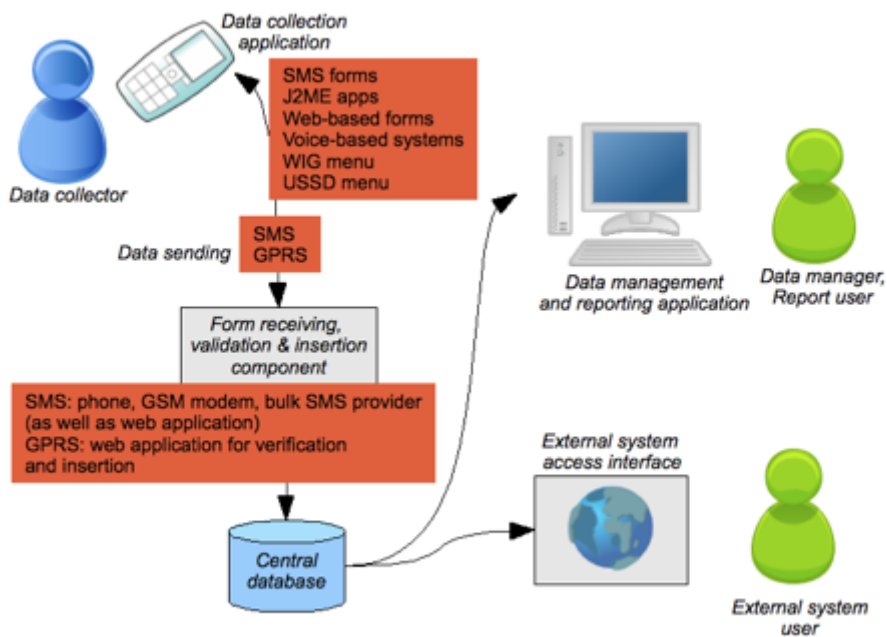 Data collection
application
SMS forms
J2ME apps
Web-based forms
Voice-based systems
WIG menu
USSD menu
Data collector
Data sending
SMS
GPRS
Data management
and reporting application
Data manager,
Report user
Form receiving,
validation & insertion
component
SMS: phone, GSM modem, bulk SMS provider
(as well as web application)
GPRS: web application for verification
and insertion
External system
access interface
Central
database
External system
user